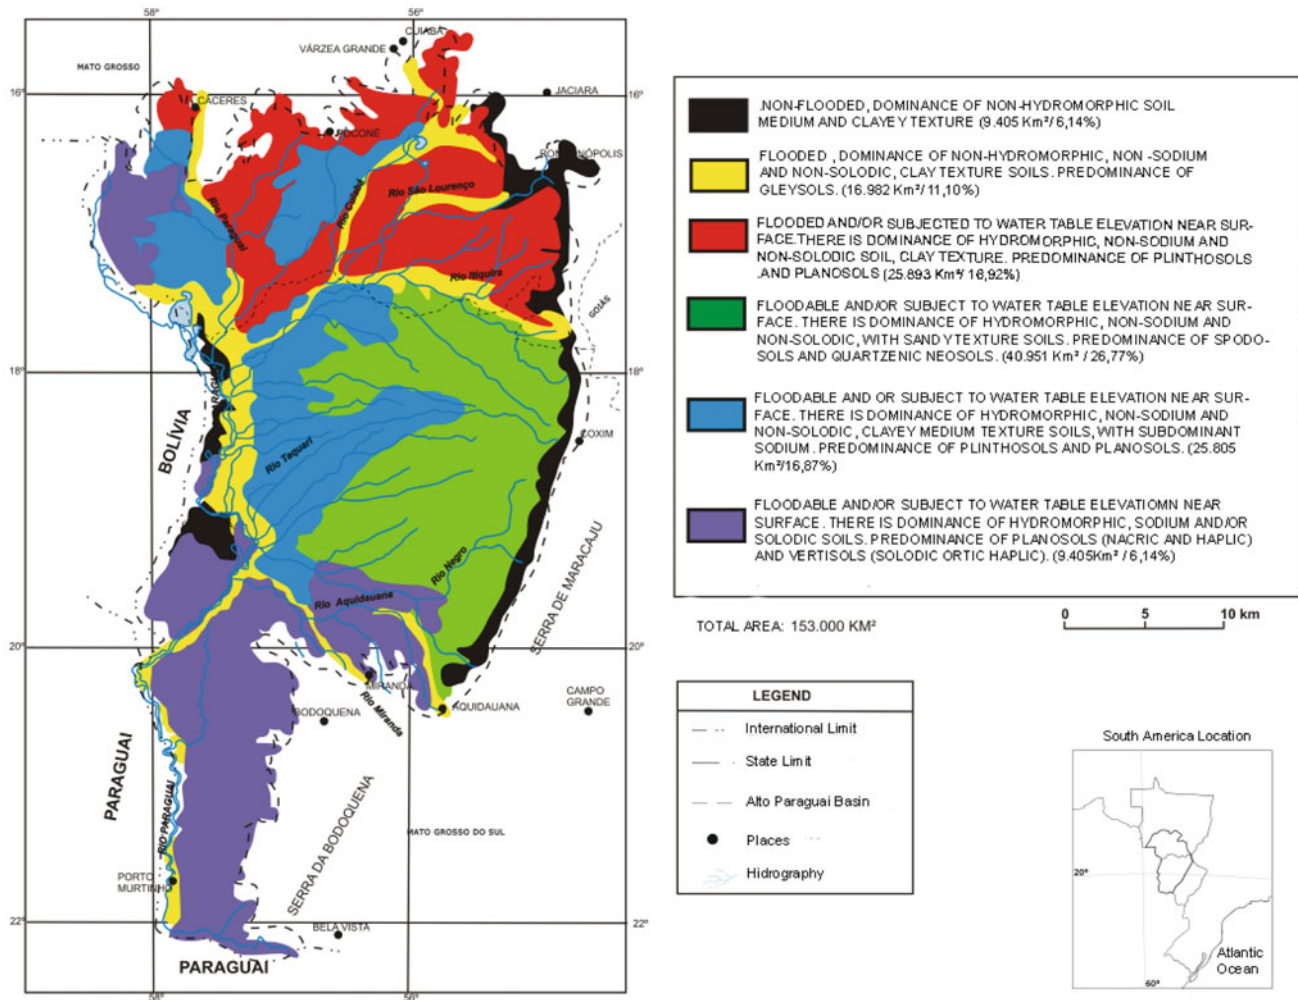 58°
56°
CUIABÁ
VÁRZEA GRANDE
MATO GROSSO
JACIARA
16°
16°
CÁCERES
POCONÉ
RONDONÓPOLIS
Rio São Lourenço
Rio Cuiabá
Rio Paraguai
Rio Itiquira
GOIÁS
18°
18°
BOLÍVIA
COXIM
Rio Taquari
SERRA DE MARACAJU
Rio Negro
Rio Aquidauana
20°
20°
MIRANDA
Rio Miranda
AQUIDAUANA
CAMPO
GRANDE
BODOQUENA
PARAGUAI
RIO PARAGUAI
SERRA DA BODOQUENA
MATO GROSSO DO SUL
PORTO
MURTINHO
22°
22°
BELA VISTA
PARAGUAI
58°
56°
.NON-FLOODED, DOMINANCE OF NON-HYDROMORPHIC SOIL
MEDIUM AND CLAYEY TEXTURE (9.405 Km²/ 6,14%)
FLOODED , DOMINANCE OF NON-HYDROMORPHIC, NON -SODIUM
AND NON-SOLODIC, CLAY TEXTURE SOILS. PREDOMINANCE OF
GLEYSOLS. (16.982 Km²/ 11,10%)
FLOODED AND/OR SUBJECTED TO WATER TABLE ELEVATION NEAR SUR-
FACE.THERE IS DOMINANCE OF HYDROMORPHIC, NON-SODIUM AND
NON-SOLODIC SOIL, CLAY TEXTURE. PREDOMINANCE OF PLINTHOSOLS
.AND PLANOSOLS (25.893 Km²/ 16,92%)
FLOODABLE AND/OR SUBJECT TO WATER TABLE ELEVATION NEAR SUR-
FACE. THERE IS DOMINANCE OF HYDROMORPHIC, NON-SODIUM AND
NON-SOLODIC, WITH SANDY TEXTURE SOILS. PREDOMINANCE OF SPODO-
SOLS AND QUARTZENIC NEOSOLS. (40.951 Km² / 26,77%)
FLOODABLE AND OR SUBJECT TO WATER TABLE ELEVATION NEAR SUR-
FACE. THERE IS DOMINANCE OF HYDROMORPHIC, NON-SODIUM AND
NON-SOLODIC, CLAYEY MEDIUM TEXTURE SOILS, WITH SUBDOMINANT
SODIUM. PREDOMINANCE OF PLINTHOSOLS AND PLANOSOLS. (25.805
Km²/16,87%)
FLOODABLE AND/OR SUBJECT TO WATER TABLE ELEVATIOMN NEAR
SURFACE. THERE IS DOMINANCE OF HYDROMORPHIC, SODIUM AND/OR
SOLODIC SOILS. PREDOMINANCE OF PLANOSOLS (NACRIC AND HAPLIC)
AND VERTISOLS (SOLODIC ORTIC HAPLIC). (9.405Km² / 6,14%)
TOTAL AREA: 153.000 KM²
0 5 10 km
LEGEND
International Limit
State Limit
Alto Paraguai Basin
Places
Hidrography
South America Location
20°
Atlantic
Ocean
60°